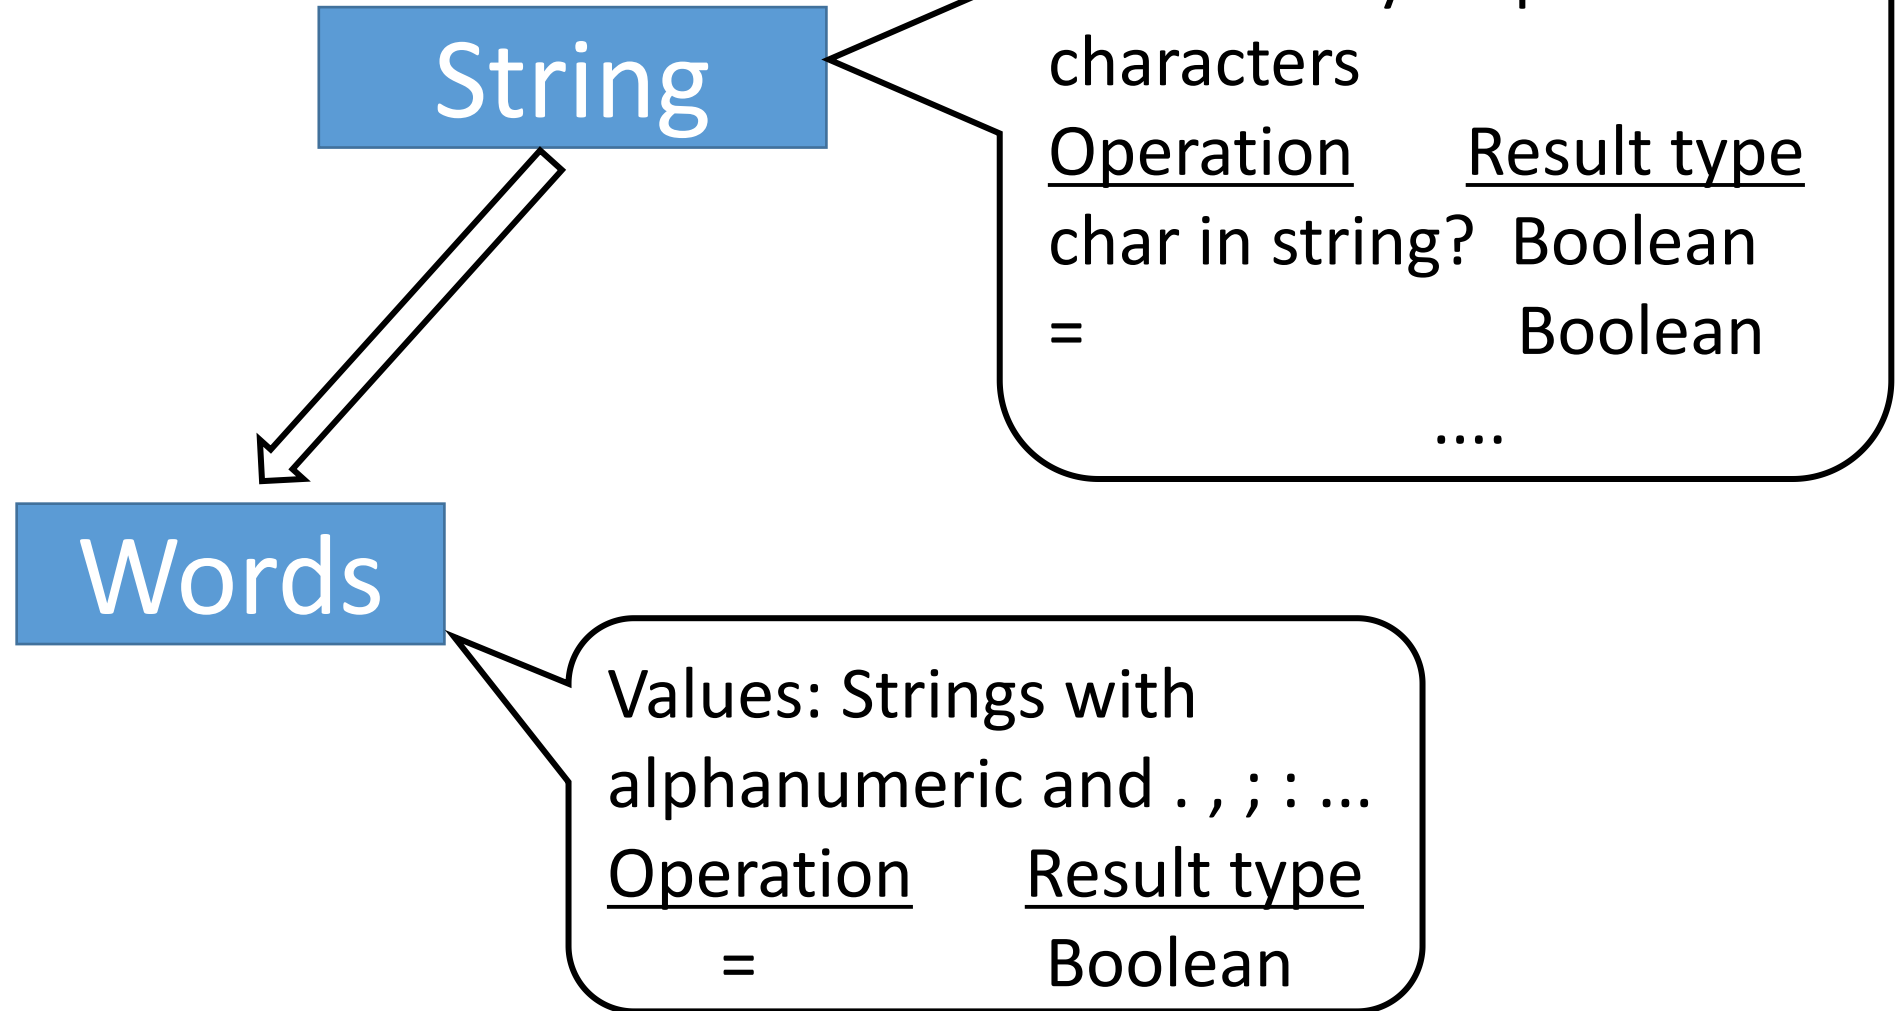 String
characters
Operation Result type
char in string? Boolean
= Boolean
....
Words
Values: Strings with
alphanumeric and . , ; : ...
Operation Result type
= Boolean